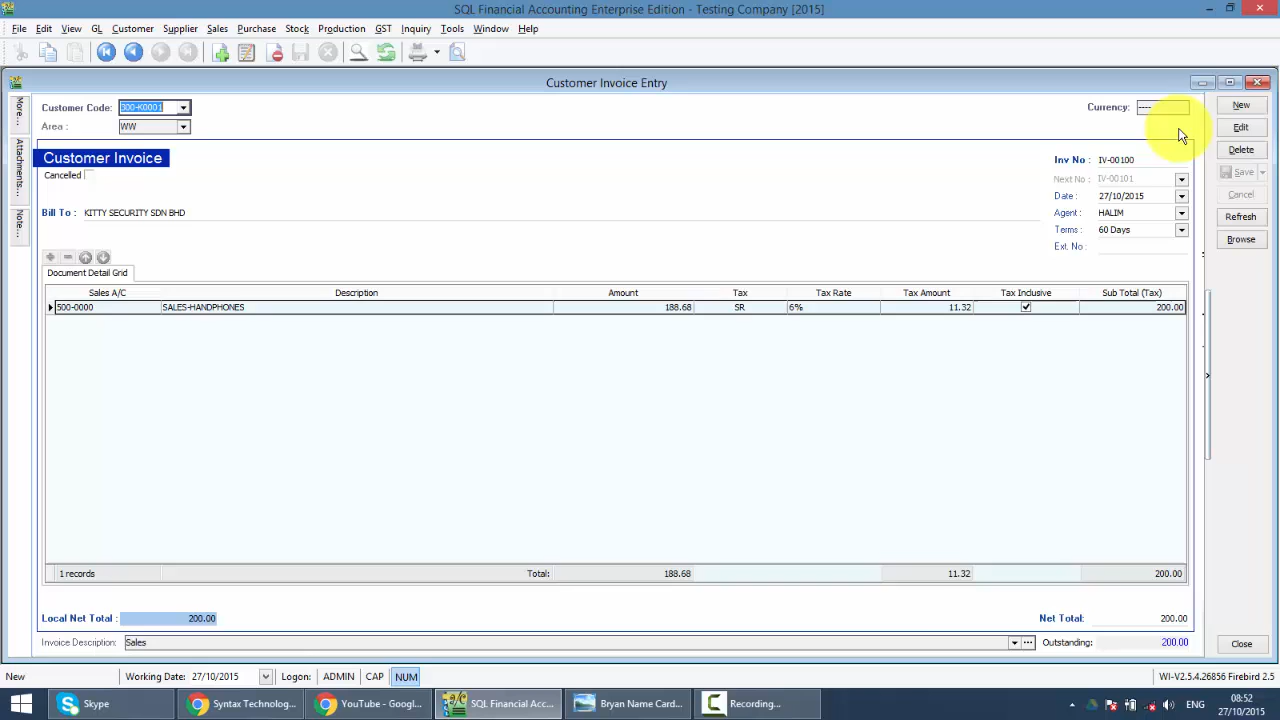 SQL Financial Accounting Enterprise Edition - Testing Company [2015]
File Edit View GL Customer Supplier Sales Purchase Stock Production GST Inquiry Tools Window Help
Customer Invoice Entry
More...
Attachments...
Note...
Customer Code: 300-K0001
Currency: ----
Area : WW
Customer Invoice
Cancelled
Inv No : IV-00100
Next No : IV-00101
Date : 27/10/2015
Bill To : KITTY SECURITY SDN BHD
Agent : HALIM
Terms : 60 Days
Ext. No :
New
Edit
Delete
Save
Cancel
Refresh
Browse
Document Detail Grid
Sales A/C Description Amount Tax Tax Rate Tax Amount Tax Inclusive Sub Total (Tax)
500-0000 SALES-HANDPHONES 188.68 SR 6% 11.32 200.00
1 records Total: 188.68 11.32 200.00
Local Net Total : 200.00
Net Total: 200.00
Invoice Description: Sales
Outstanding: 200.00
Close
New Working Date: 27/10/2015 Logon: ADMIN CAP NUM WI-V2.5.4.26856 Firebird 2.5
Skype Syntax Technolog... YouTube - Googl... SQL Financial Acc... Bryan Name Card... Recording... ENG 08:52
27/10/2015